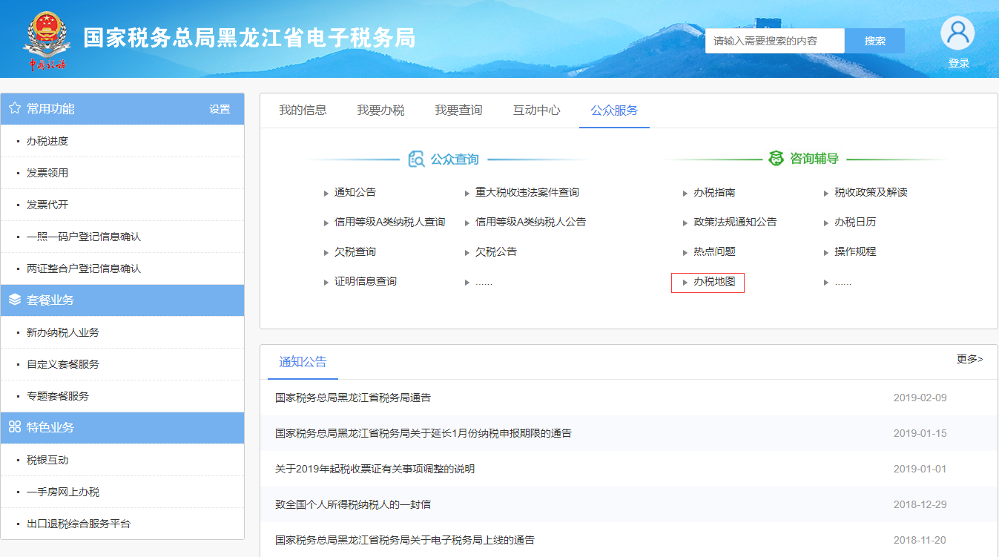 国家税务总局黑龙江省电子税务局
中国税务
请输入需要搜索的内容
搜索
登录
常用功能 设置
办税进度
发票领用
发票代开
一照一码户登记信息确认
两证整合户登记信息确认
套餐业务
新办纳税人业务
自定义套餐服务
专题套餐服务
特色业务
税银互动
一手房网上办税
出口退税综合服务平台
我的信息 我要办税 我要查询 互动中心 公众服务
公众查询
通知公告 重大税收违法案件查询
信用等级A类纳税人查询 信用等级A类纳税人公告
欠税查询 欠税公告
证明信息查询 ......
咨询辅导
办税指南 税收政策及解读
政策法规通知公告 办税日历
热点问题 操作规程
办税地图 ......
通知公告 更多>
国家税务总局黑龙江省税务局通告 2019-02-09
国家税务总局黑龙江省税务局关于延长1月份纳税申报期限的通告 2019-01-15
关于2019年起税收票证有关事项调整的说明 2019-01-01
致全国个人所得税纳税人的一封信 2018-12-29
国家税务总局黑龙江省税务局关于电子税务局上线的通告 2018-11-20